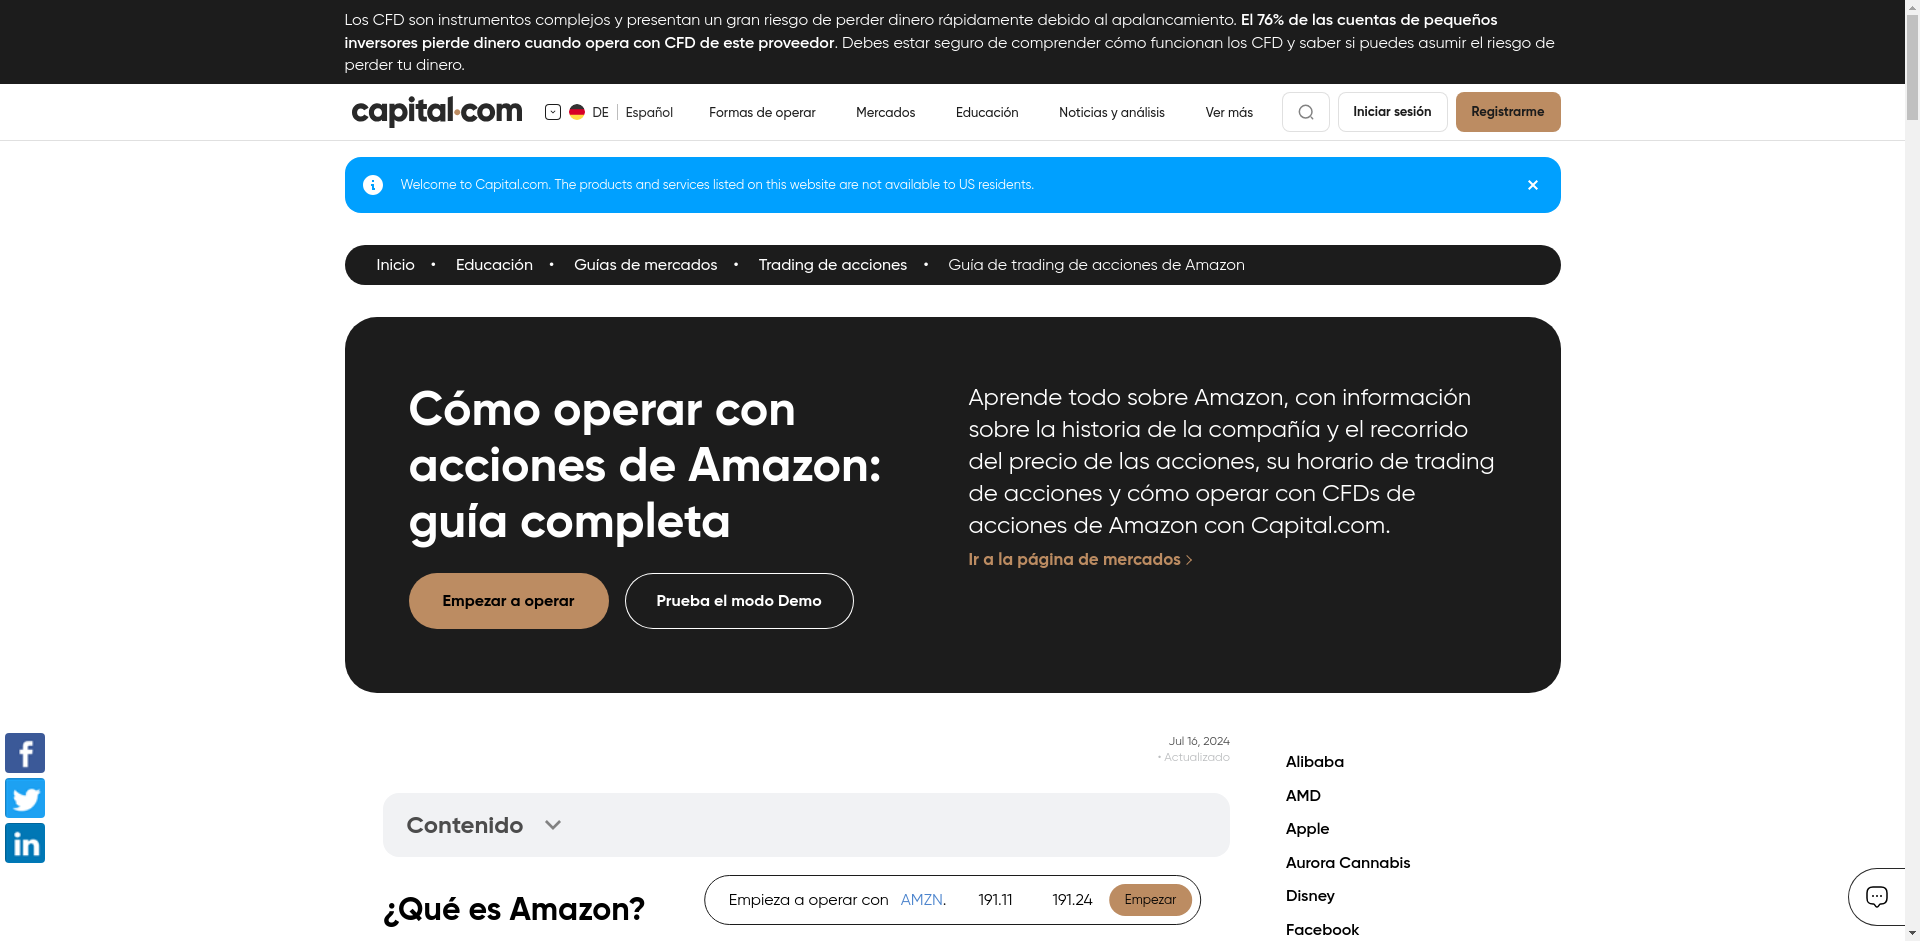 Los CFD son instrumentos complejos y presentan un gran riesgo de perder dinero rápidamente debido al apalancamiento. El 76% de las cuentas de pequeños
inversores pierde dinero cuando opera con CFD de este proveedor. Debes estar seguro de comprender cómo funcionan los CFD y saber si puedes asumir el riesgo de
perder tu dinero.
capital.com DE Español Formas de operar Mercados Educación Noticias y análisis Ver más Iniciar sesión Registrarme
Welcome to Capital.com. The products and services listed on this website are not available to US residents.
Inicio • Educación • Guías de mercados • Trading de acciones • Guía de trading de acciones de Amazon
Cómo operar con
acciones de Amazon:
guía completa
Empezar a operar Prueba el modo Demo
Aprende todo sobre Amazon, con información
sobre la historia de la compañía y el recorrido
del precio de las acciones, su horario de trading
de acciones y cómo operar con CFDs de
acciones de Amazon con Capital.com.
Ir a la página de mercados
Jul 16, 2024
• Actualizado
Contenido
¿Qué es Amazon?
Empieza a operar con AMZN. 191.11 191.24 Empezar
Alibaba
AMD
Apple
Aurora Cannabis
Disney
Facebook